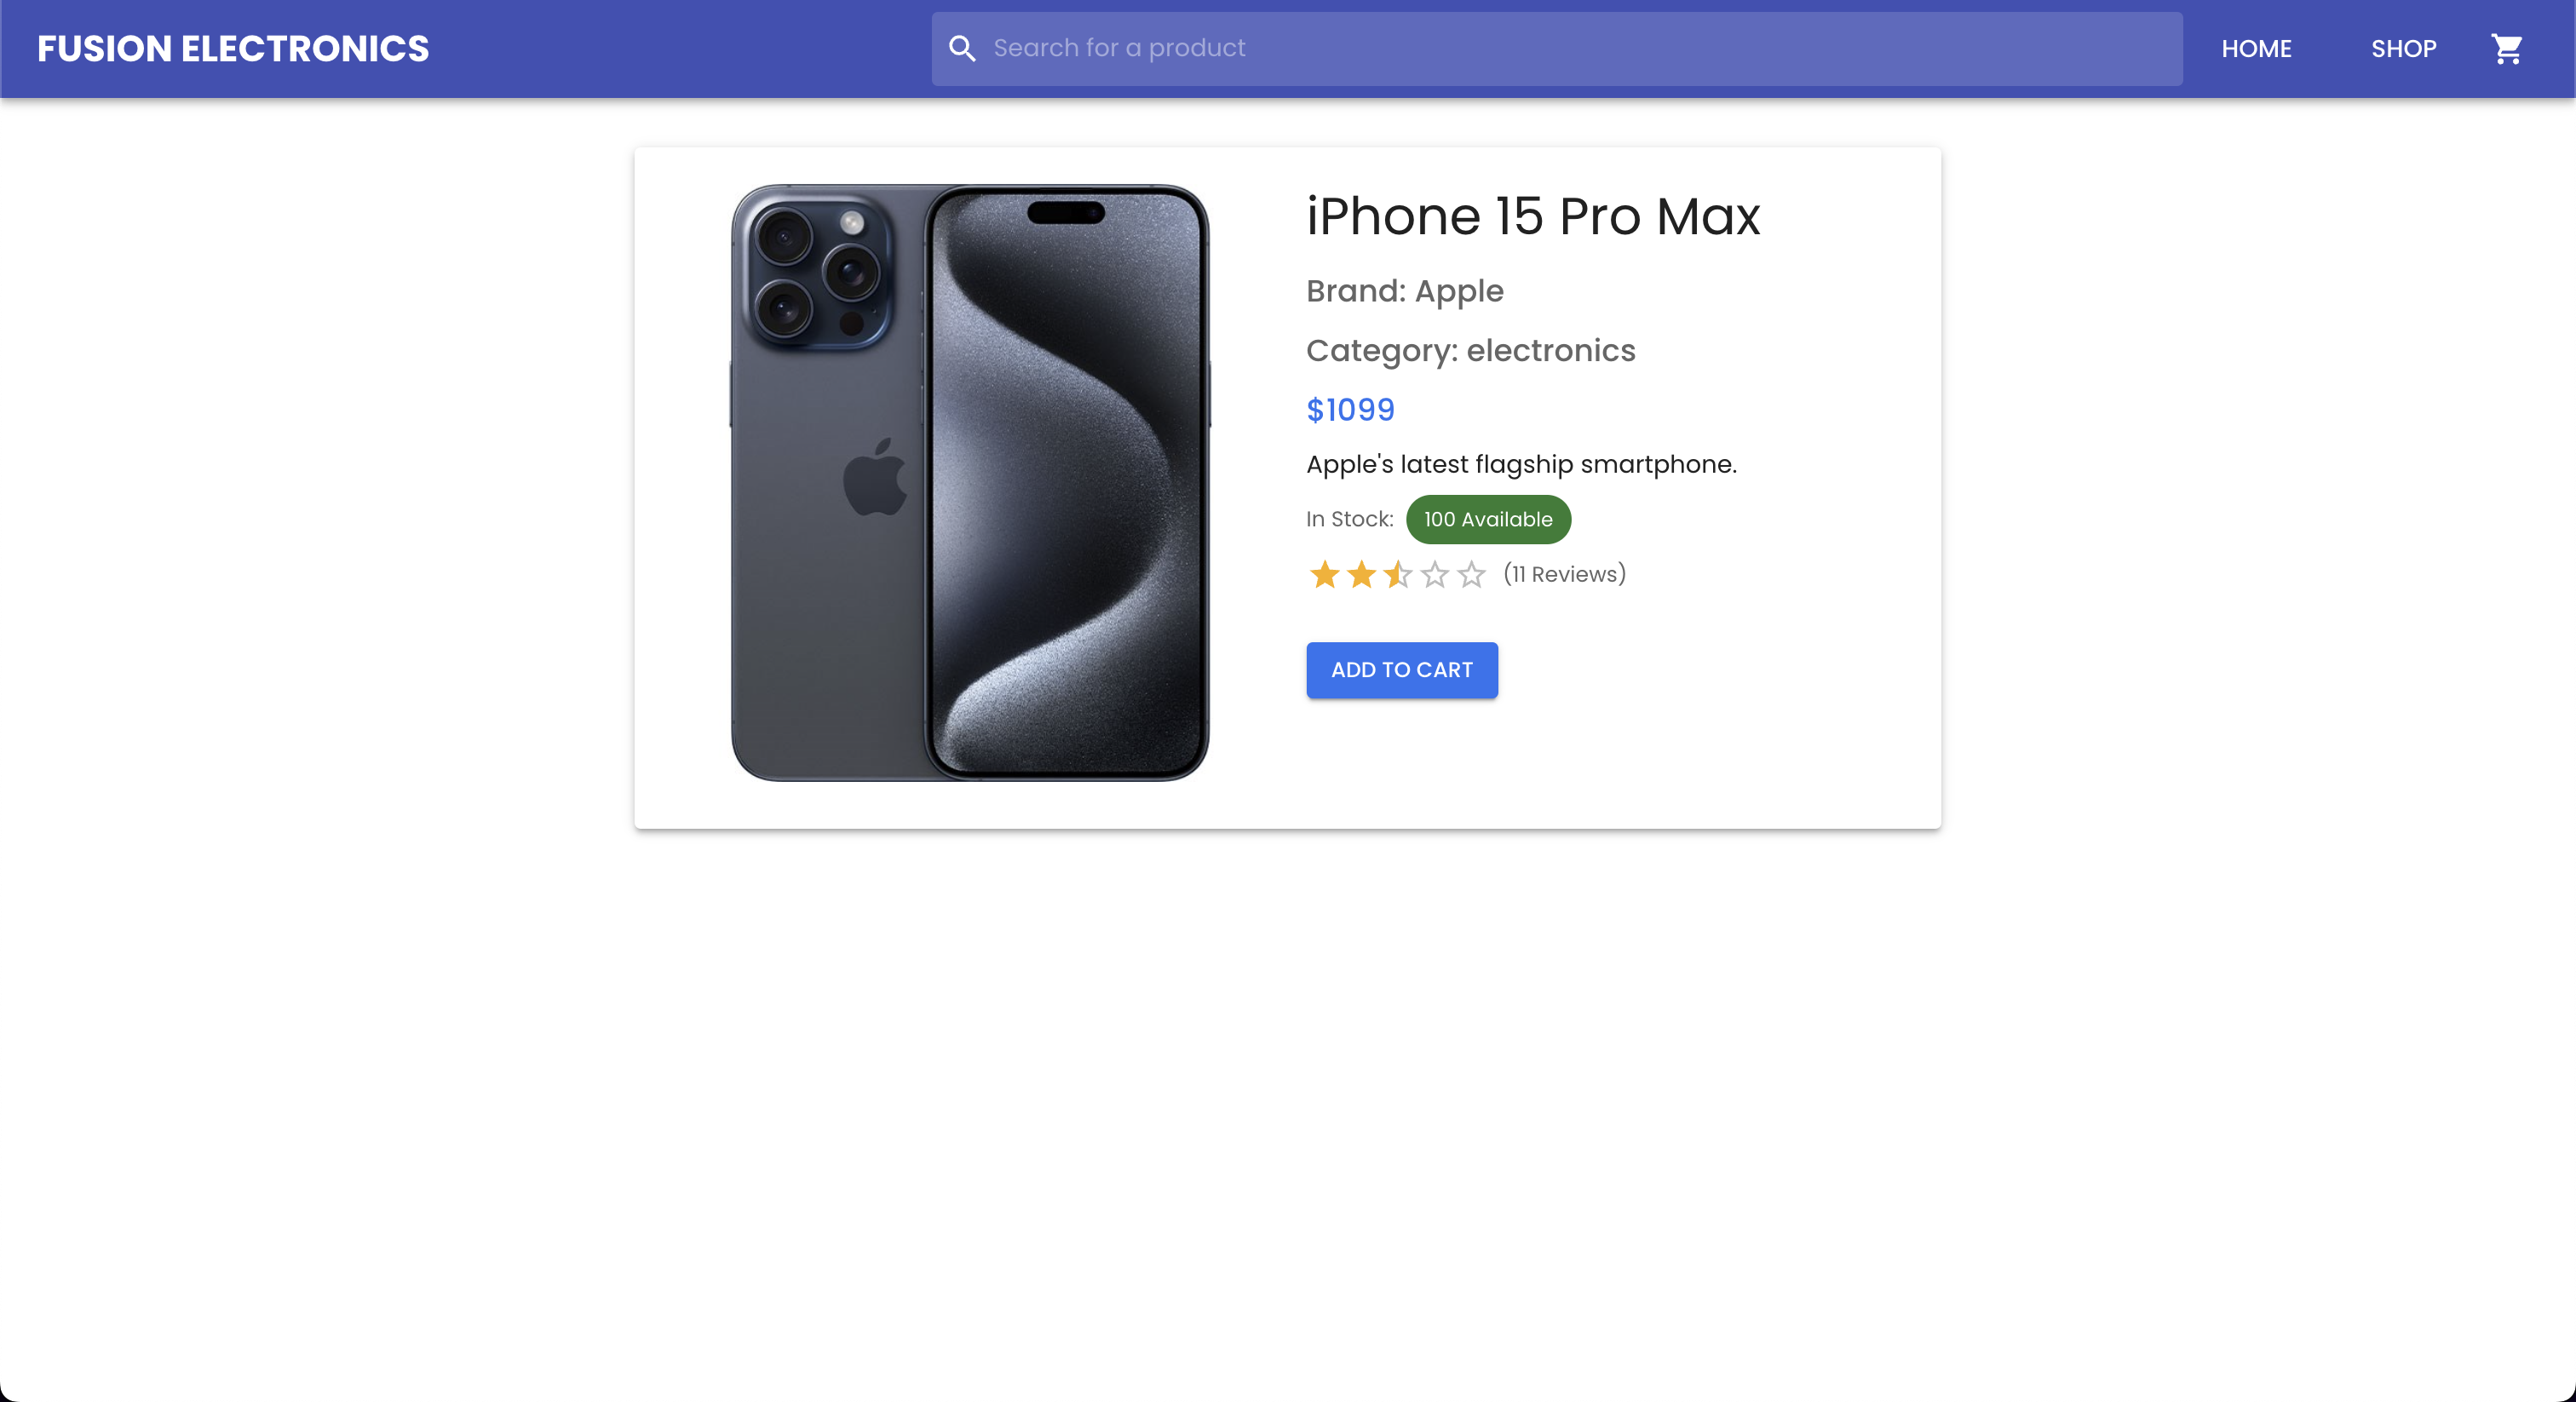 FUSION ELECTRONICS
Search for a product
HOME
SHOP
iPhone 15 Pro Max
Brand: Apple
Category: electronics
$1099
Apple's latest flagship smartphone.
In Stock: 100 Available
(11 Reviews)
ADD TO CART